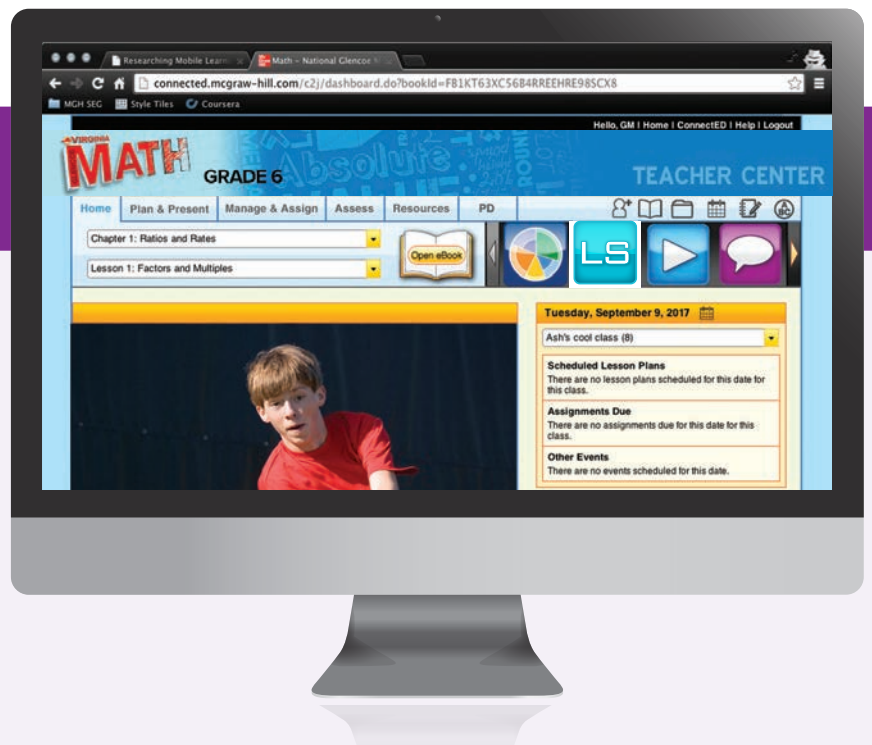 Researching Mobile Lear
Math – National Glencoe
connected.mcgraw-hill.com/c2j/dashboard.do?bookId=FB1KT63XC56B4RREEHRE98SCX8
MGH SEG Style Tiles Coursera
Hello, GM | Home | ConnectED | Help | Logout
VIRGINIA
MATH
GRADE 6
Absolute
TEACHER CENTER
Home Plan & Present Manage & Assign Assess Resources PD
Chapter 1: Ratios and Rates
Lesson 1: Factors and Multiples
Open eBook
LS
Tuesday, September 9, 2017
Ash's cool class (8)
Scheduled Lesson Plans
There are no lesson plans scheduled for this date for
this class.
Assignments Due
There are no assignments due for this date for this
class.
Other Events
There are no events scheduled for this date.